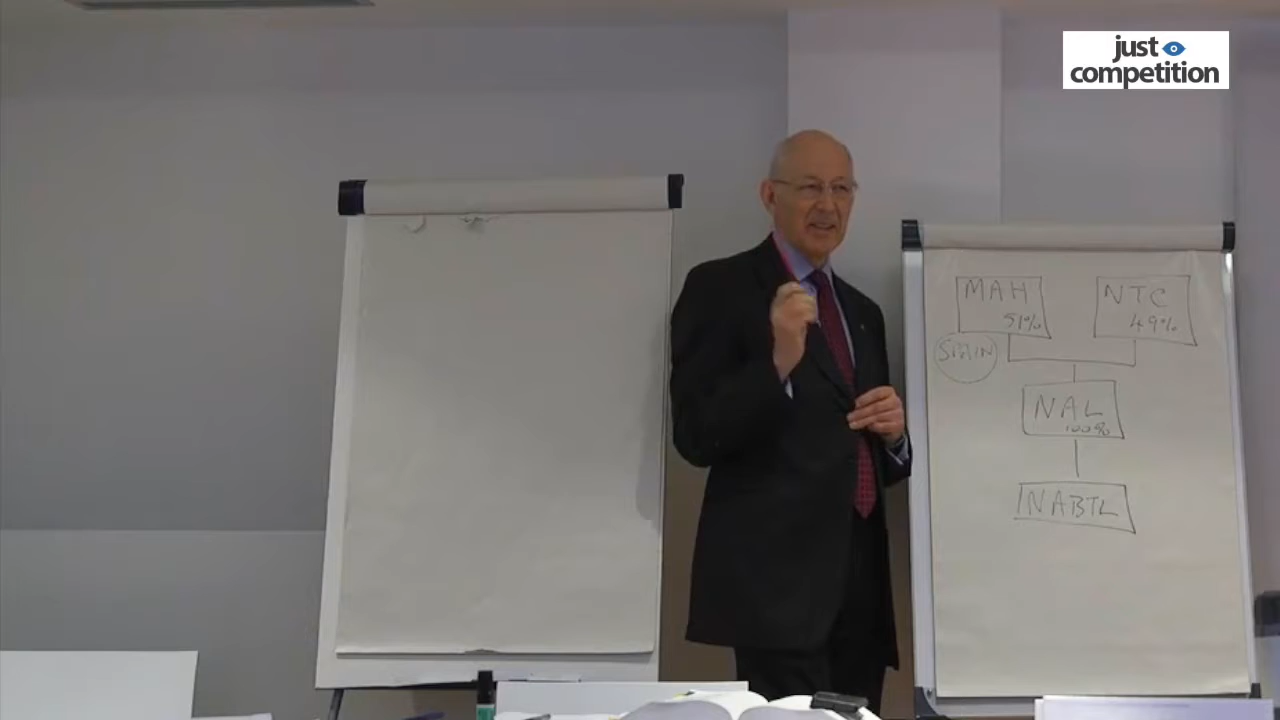 just
competition
MAH
51%
NTC
49%
SPAIN
NAL
100%
NABTL